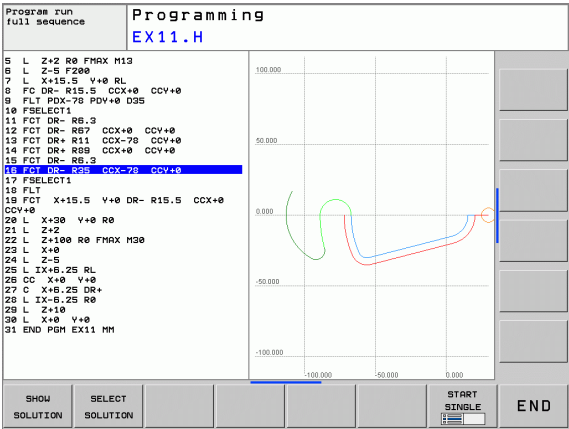 Program run
full sequence
Programming
EX11.H
5 L Z+2 R0 FMAX M13
6 L Z-5 F200
7 L X+15.5 Y+0 RL
8 FC DR- R15.5 CCX+0 CCY+0
9 FLT PDX-78 PDY+0 D35
10 FSELECT1
11 FCT DR- R6.3
12 FCT DR- R67 CCX+0 CCY+0
13 FCT DR+ R11 CCX-78 CCY+0
14 FCT DR+ R89 CCX+0 CCY+0
15 FCT DR- R6.3
16 FCT DR- R35 CCX-78 CCY+0
17 FSELECT1
18 FLT
19 FCT X+15.5 Y+0 DR- R15.5 CCX+0
CCY+0
20 L X+30 Y+0 R0
21 L Z+2
22 L Z+100 R0 FMAX M30
23 L X+0
24 L Z-5
25 L IX+6.25 RL
26 CC X+0 Y+0
27 C X+6.25 DR+
28 L IX-6.25 R0
29 L Z+10
30 L X+0 Y+0
31 END PGM EX11 MM
100.000
50.000
0.000
-50.000
-100.000
-100.000 -50.000 0.000
SHOW
SOLUTION
SELECT
SOLUTION
START
SINGLE
END